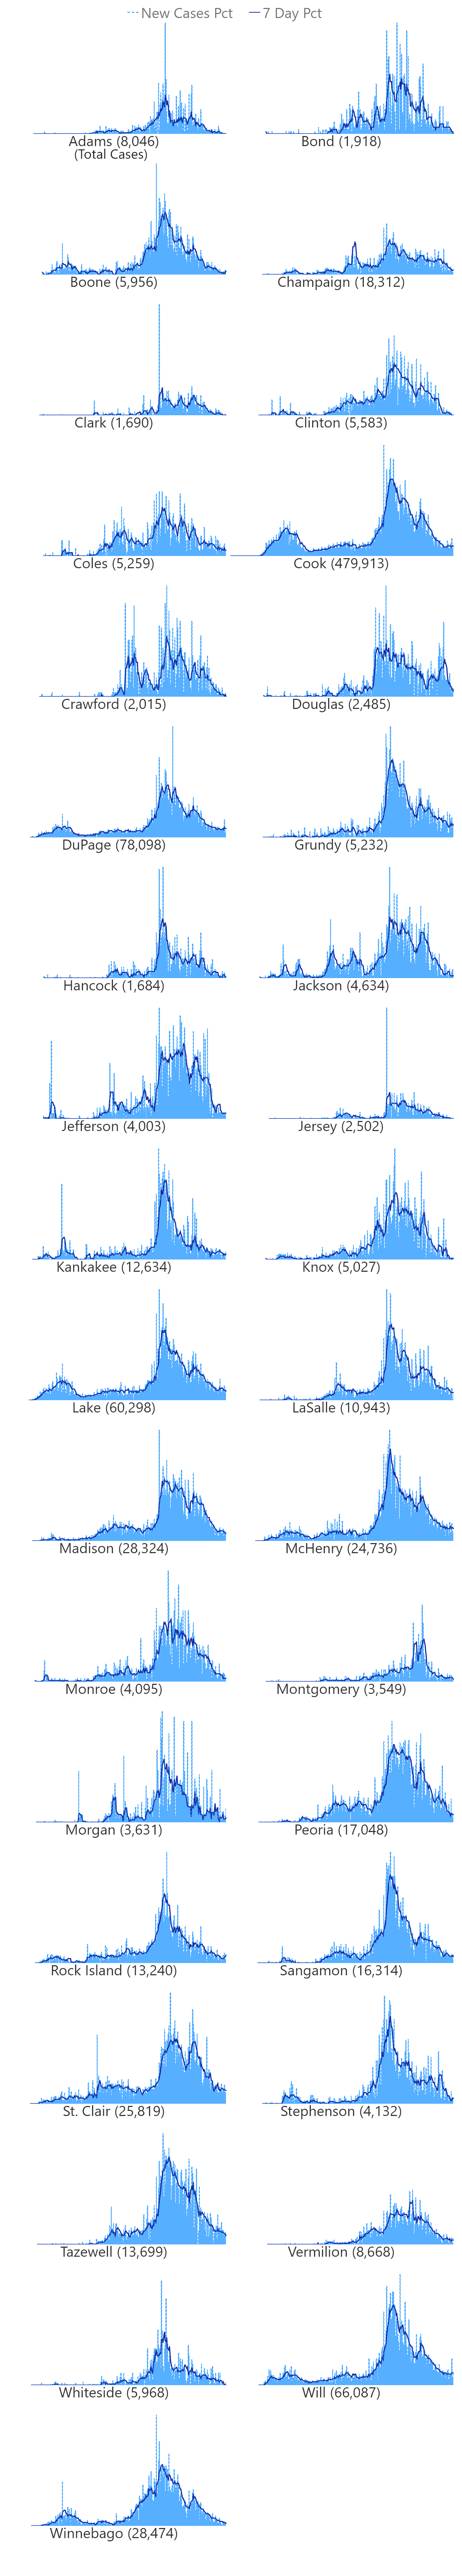 New Cases Pct 7 Day Pct
Adams (8,046) Bond (1,918)
(Total Cases)
Boone (5,956) Champaign (18,312)
Clark (1,690) Clinton (5,583)
Coles (5,259) Cook (479,913)
Crawford (2,015) Douglas (2,485)
DuPage (78,098) Grundy (5,232)
Hancock (1,684) Jackson (4,634)
Jefferson (4,003) Jersey (2,502)
Kankakee (12,634) Knox (5,027)
Lake (60,298) LaSalle (10,943)
Madison (28,324) McHenry (24,736)
Monroe (4,095) Montgomery (3,549)
Morgan (3,631) Peoria (17,048)
Rock Island (13,240) Sangamon (16,314)
St. Clair (25,819) Stephenson (4,132)
Tazewell (13,699) Vermilion (8,668)
Whiteside (5,968) Will (66,087)
Winnebago (28,474)